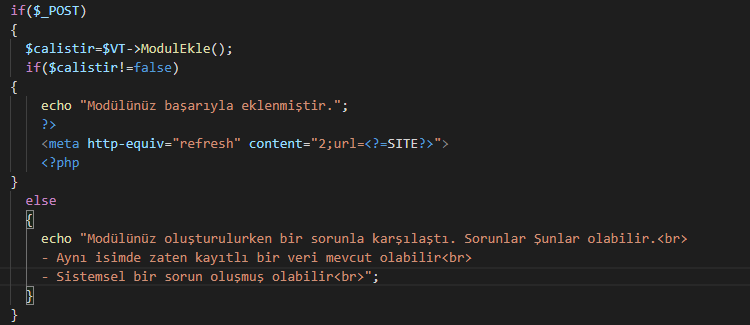 if($_POST)
{
$calistir=$VT->ModulEkle();
if($calistir!=false)
{
echo "Modülünüz başarıyla eklenmiştir.";
?>
<meta http-equiv="refresh" content="2;url=<?=SITE?>">
<?php
}
else
{
echo "Modülünüz oluşturulurken bir sorunla karşılaştı. Sorunlar Şunlar olabilir.<br>
- Aynı isimde zaten kayıtlı bir veri mevcut olabilir<br>
- Sistemsel bir sorun oluşmuş olabilir<br>";
}
}